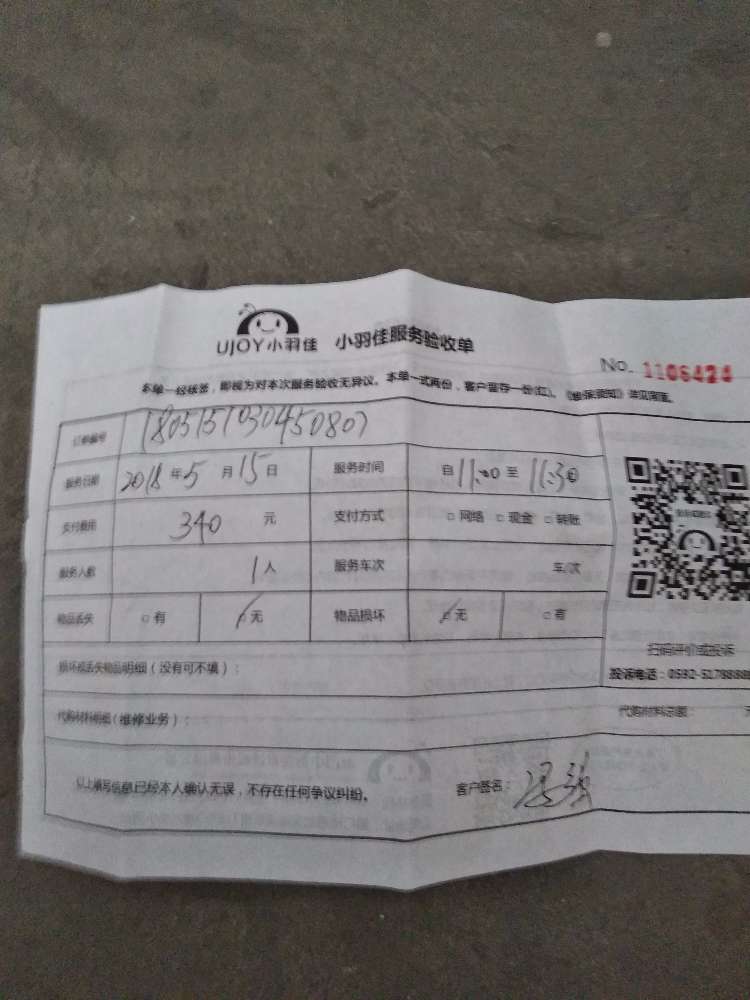 UJOY小羽佳 小羽佳服务验收单
No. 1106424
本单一经核签，即视为对本次服务验收无异议。本单一式两份，客户留存一份(红)。
订单编号 180515103045080
服务日期 2018年5月15日 服务时间 自11:00至11:30
支付费用 340 元 支付方式 □网络 □现金 □转账
服务人数 1人 服务车次 车/次
物品丢失 □有 □无 物品损坏 □无 □有
扫码评价或投诉
损坏或丢失物品明细（没有可不填）：
投诉电话：0592-5178888
代购材料明细（维修业务）：
代购材料总额：
以上填写信息已经本人确认无误，不存在任何争议纠纷。 客户签名：